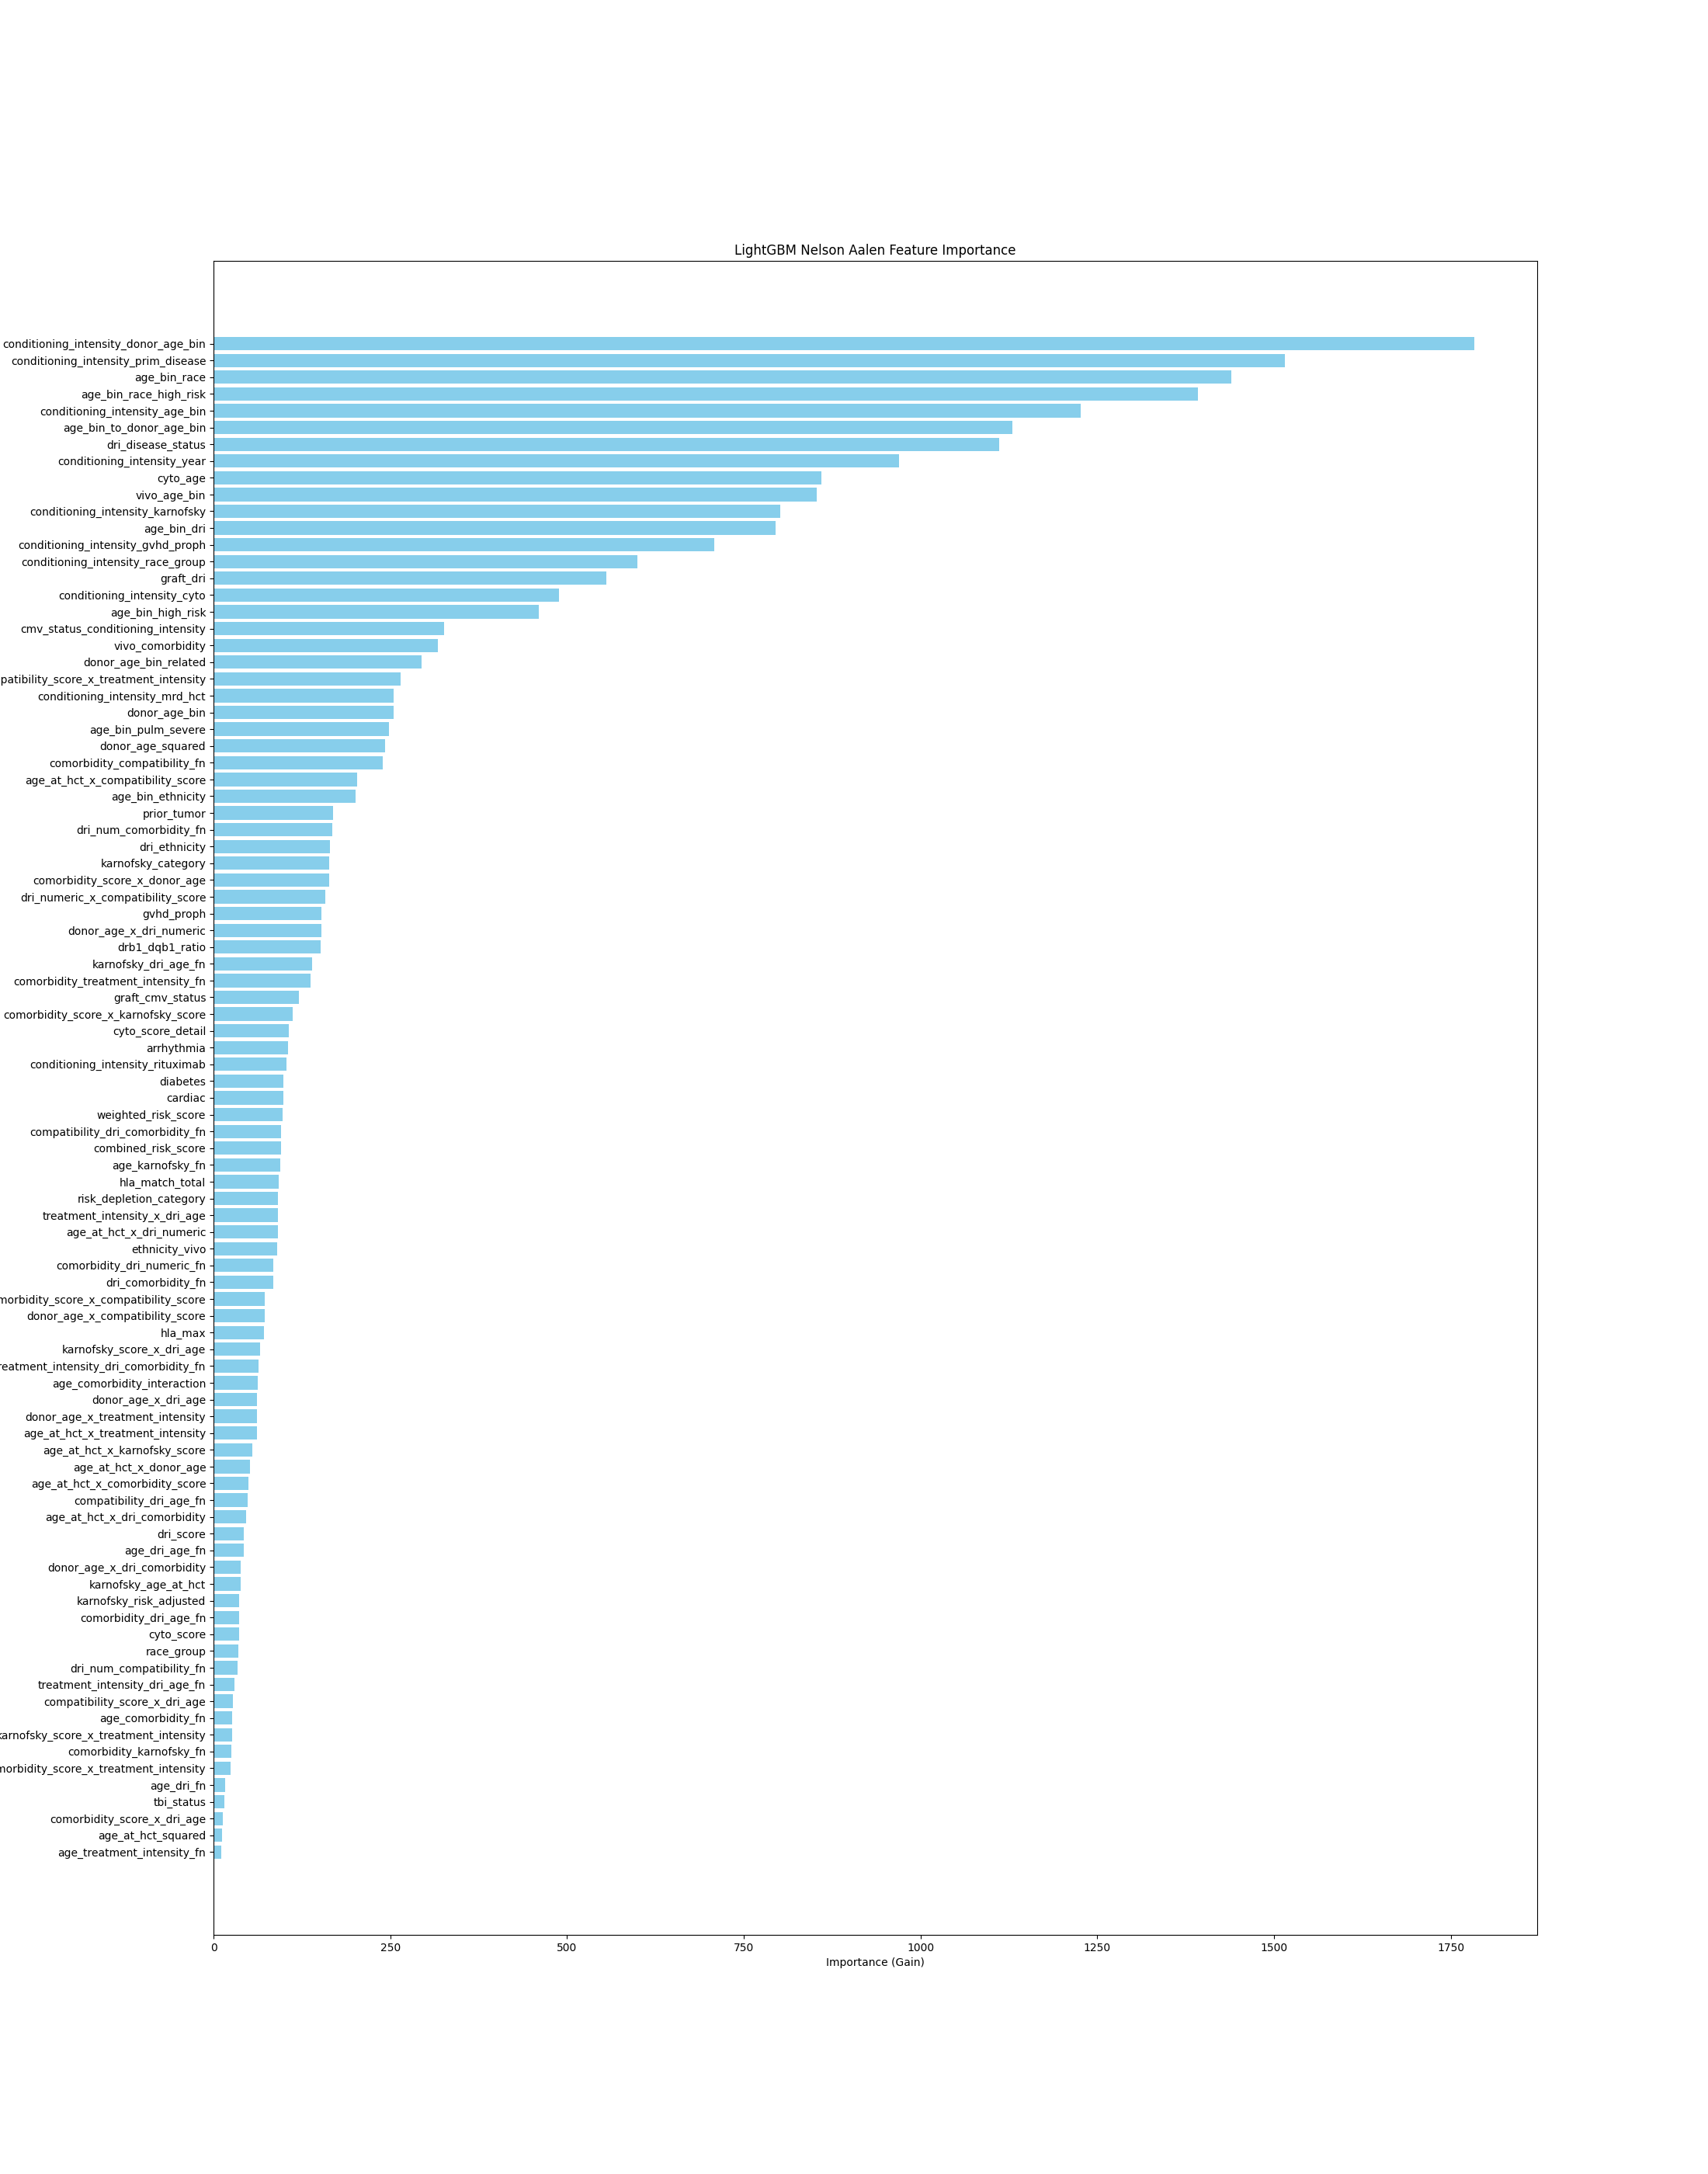 LightGBM Nelson Aalen Feature Importance
conditioning_intensity_donor_age_bin
conditioning_intensity_prim_disease
age_bin_race
age_bin_race_high_risk
conditioning_intensity_age_bin
age_bin_to_donor_age_bin
dri_disease_status
conditioning_intensity_year
cyto_age
vivo_age_bin
conditioning_intensity_karnofsky
age_bin_dri
conditioning_intensity_gvhd_proph
conditioning_intensity_race_group
graft_dri
conditioning_intensity_cyto
age_bin_high_risk
cmv_status_conditioning_intensity
vivo_comorbidity
donor_age_bin_related
patibility_score_x_treatment_intensity
conditioning_intensity_mrd_hct
donor_age_bin
age_bin_pulm_severe
donor_age_squared
comorbidity_compatibility_fn
age_at_hct_x_compatibility_score
age_bin_ethnicity
prior_tumor
dri_num_comorbidity_fn
dri_ethnicity
karnofsky_category
comorbidity_score_x_donor_age
dri_numeric_x_compatibility_score
gvhd_proph
donor_age_x_dri_numeric
drb1_dqb1_ratio
karnofsky_dri_age_fn
comorbidity_treatment_intensity_fn
graft_cmv_status
comorbidity_score_x_karnofsky_score
cyto_score_detail
arrhythmia
conditioning_intensity_rituximab
diabetes
cardiac
weighted_risk_score
compatibility_dri_comorbidity_fn
combined_risk_score
age_karnofsky_fn
hla_match_total
risk_depletion_category
treatment_intensity_x_dri_age
age_at_hct_x_dri_numeric
ethnicity_vivo
comorbidity_dri_numeric_fn
dri_comorbidity_fn
morbidity_score_x_compatibility_score
donor_age_x_compatibility_score
hla_max
karnofsky_score_x_dri_age
reatment_intensity_dri_comorbidity_fn
age_comorbidity_interaction
donor_age_x_dri_age
donor_age_x_treatment_intensity
age_at_hct_x_treatment_intensity
age_at_hct_x_karnofsky_score
age_at_hct_x_donor_age
age_at_hct_x_comorbidity_score
compatibility_dri_age_fn
age_at_hct_x_dri_comorbidity
dri_score
age_dri_age_fn
donor_age_x_dri_comorbidity
karnofsky_age_at_hct
karnofsky_risk_adjusted
comorbidity_dri_age_fn
cyto_score
race_group
dri_num_compatibility_fn
treatment_intensity_dri_age_fn
compatibility_score_x_dri_age
age_comorbidity_fn
karnofsky_score_x_treatment_intensity
comorbidity_karnofsky_fn
morbidity_score_x_treatment_intensity
age_dri_fn
tbi_status
comorbidity_score_x_dri_age
age_at_hct_squared
age_treatment_intensity_fn
0 250 500 750 1000 1250 1500 1750
Importance (Gain)